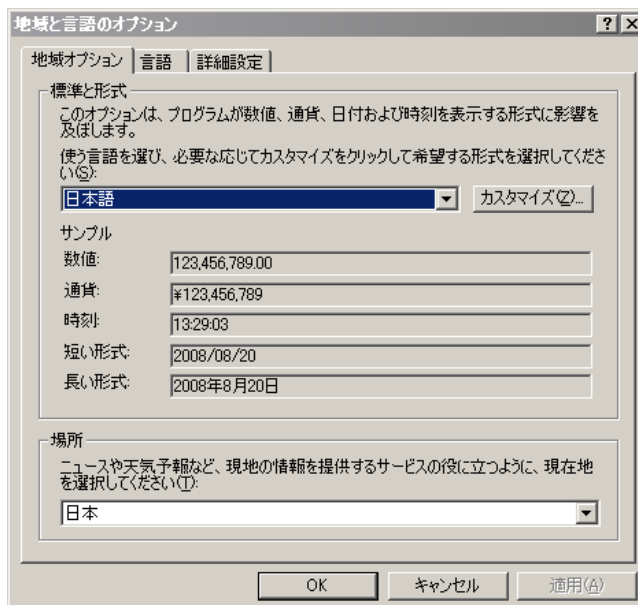 地域と言語のオプション
地域オプション 言語 詳細設定
標準と形式
このオプションは、プログラムが数値、通貨、日付および時刻を表示する形式に影響を
及ぼします。
使う言語を選び、必要な応じてカスタマイズをクリックして希望する形式を選択してくださ
い(S):
日本語 カスタマイズ(Z)...
サンプル
数値: 123,456,789.00
通貨: ¥123,456,789
時刻: 13:29:03
短い形式: 2008/08/20
長い形式: 2008年8月20日
場所
ニュースや天気予報など、現地の情報を提供するサービスの役に立つように、現在地
を選択してください(T):
日本
OK キャンセル 適用(A)